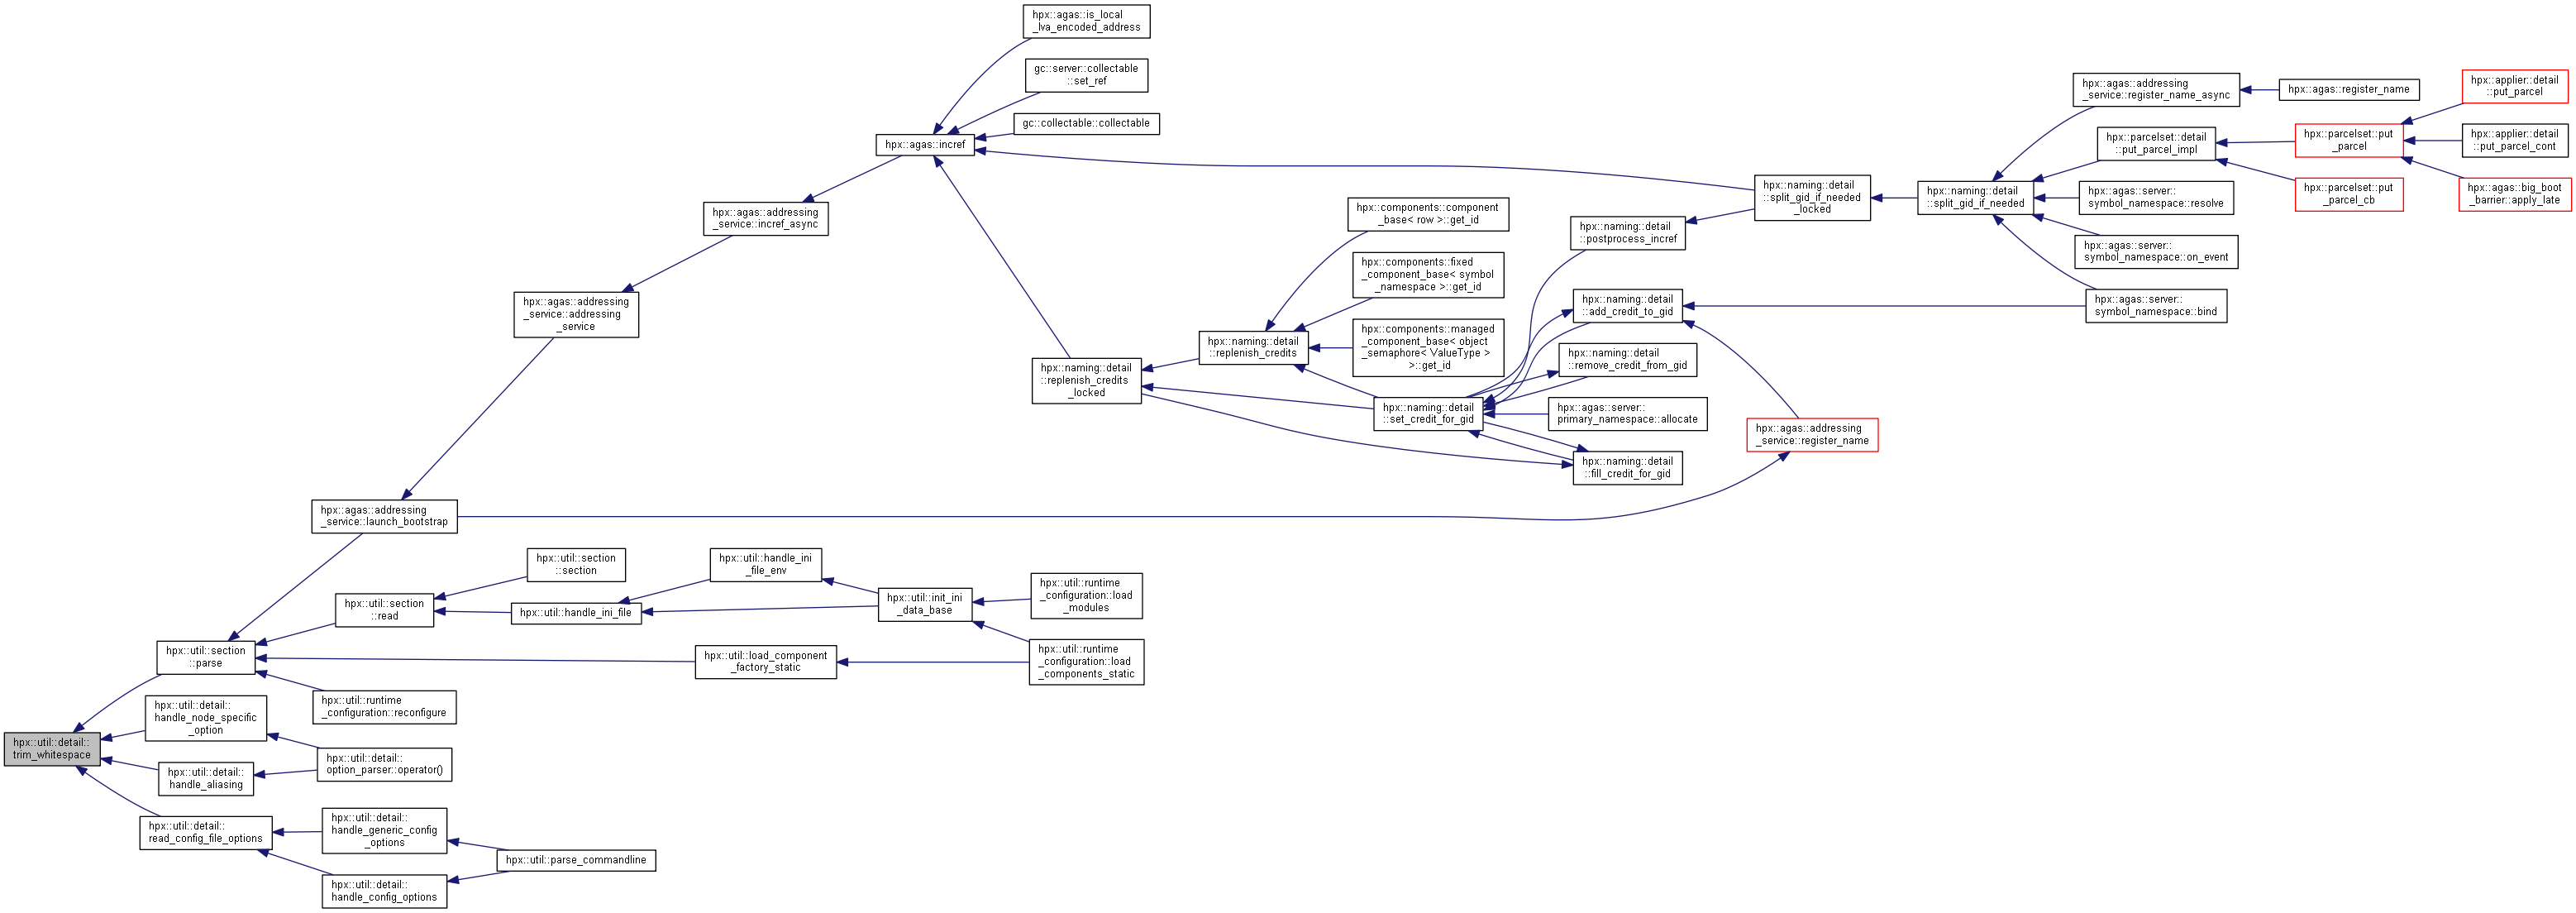 hpx::agas::is_local
_lva_encoded_address
gc::server::collectable
::set_ref
gc::collectable::collectable
hpx::agas::incref
hpx::agas::addressing
_service::incref_async
hpx::agas::addressing
_service::addressing
_service
hpx::agas::addressing
_service::launch_bootstrap
hpx::naming::detail
::replenish_credits
_locked
hpx::naming::detail
::replenish_credits
hpx::components::component
_base< row >::get_id
hpx::components::fixed
_component_base< symbol
_namespace >::get_id
hpx::components::managed
_component_base< object
_semaphore< ValueType >
>::get_id
hpx::naming::detail
::set_credit_for_gid
hpx::naming::detail
::postprocess_incref
hpx::naming::detail
::add_credit_to_gid
hpx::naming::detail
::remove_credit_from_gid
hpx::agas::server::
primary_namespace::allocate
hpx::naming::detail
::fill_credit_for_gid
hpx::naming::detail
::split_gid_if_needed
_locked
hpx::agas::addressing
_service::register_name
hpx::naming::detail
::split_gid_if_needed
hpx::agas::addressing
_service::register_name_async
hpx::parcelset::detail
::put_parcel_impl
hpx::agas::server::
symbol_namespace::resolve
hpx::agas::server::
symbol_namespace::on_event
hpx::agas::server::
symbol_namespace::bind
hpx::agas::register_name
hpx::parcelset::put
_parcel
hpx::parcelset::put
_parcel_cb
hpx::applier::detail
::put_parcel
hpx::applier::detail
::put_parcel_cont
hpx::agas::big_boot
_barrier::apply_late
hpx::util::section
::section
hpx::util::section
::read
hpx::util::handle_ini_file
hpx::util::handle_ini
_file_env
hpx::util::init_ini
_data_base
hpx::util::runtime
_configuration::load
_modules
hpx::util::section
::parse
hpx::util::load_component
_factory_static
hpx::util::runtime
_configuration::load
_components_static
hpx::util::runtime
_configuration::reconfigure
hpx::util::detail::
handle_node_specific
_option
hpx::util::detail::
trim_whitespace
hpx::util::detail::
handle_aliasing
hpx::util::detail::
option_parser::operator()
hpx::util::detail::
read_config_file_options
hpx::util::detail::
handle_generic_config
_options
hpx::util::detail::
handle_config_options
hpx::util::parse_commandline